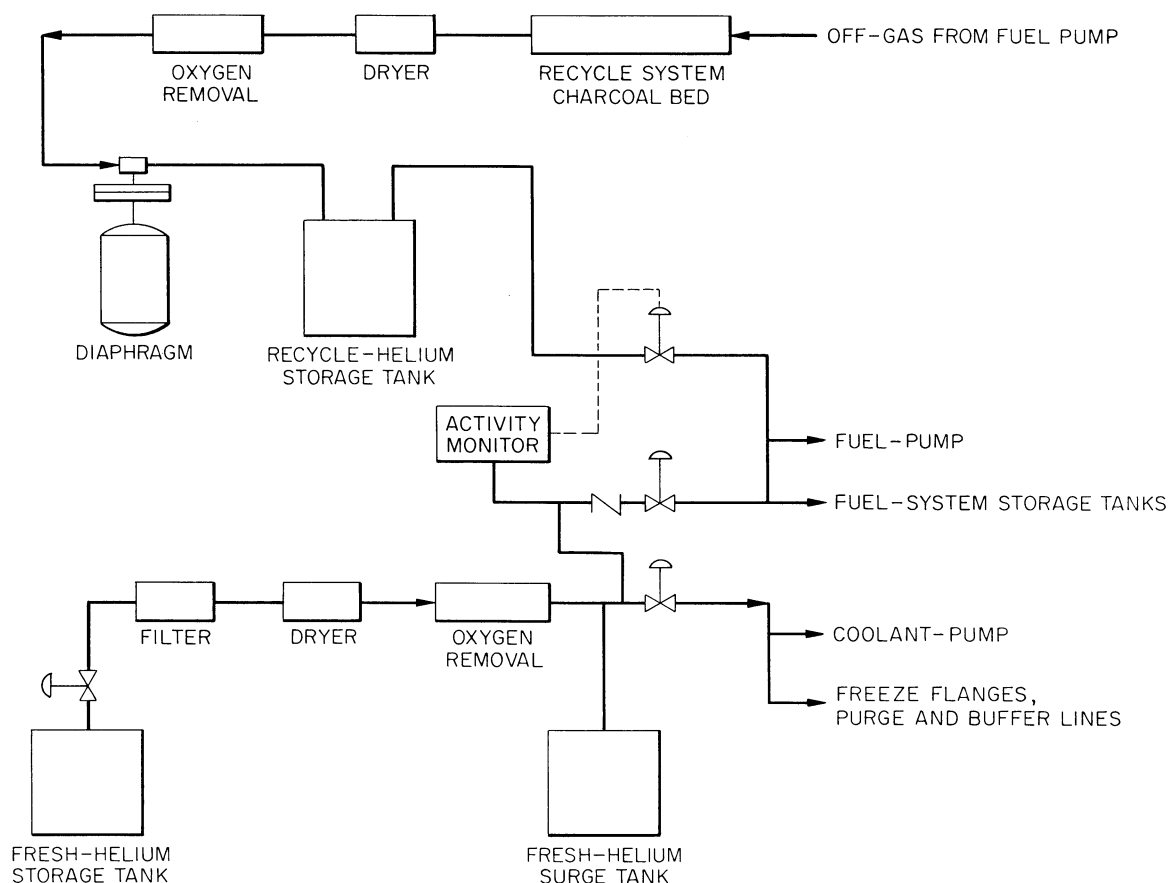 OFF-GAS FROM FUEL PUMP
OXYGEN
REMOVAL
DRYER
RECYCLE SYSTEM
CHARCOAL BED
DIAPHRAGM
RECYCLE-HELIUM
STORAGE TANK
ACTIVITY
MONITOR
FUEL-PUMP
FUEL-SYSTEM STORAGE TANKS
FILTER
DRYER
OXYGEN
REMOVAL
COOLANT-PUMP
FREEZE FLANGES,
PURGE AND BUFFER LINES
FRESH-HELIUM
STORAGE TANK
FRESH-HELIUM
SURGE TANK